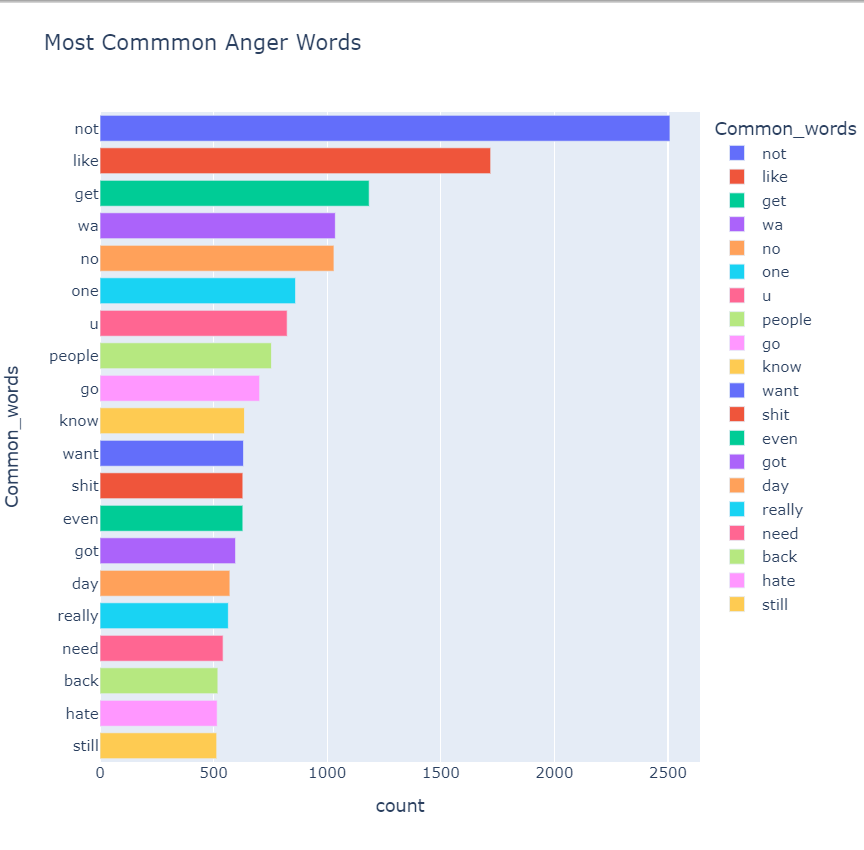 Most Commmon Anger Words
Common_words
not
like
get
wa
no
one
u
people
go
know
want
shit
even
got
day
really
need
back
hate
still
0 500 1000 1500 2000 2500
count
Common_words
not
like
get
wa
no
one
u
people
go
know
want
shit
even
got
day
really
need
back
hate
still